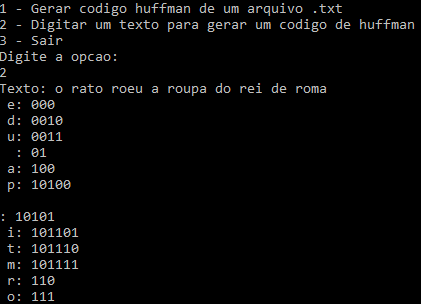 1 - Gerar codigo huffman de um arquivo .txt
2 - Digitar um texto para gerar um codigo de huffman
3 - Sair
Digite a opcao:
2
Texto: o rato roeu a roupa do rei de roma
e: 000
d: 0010
u: 0011
: 01
a: 100
p: 10100
: 10101
i: 101101
t: 101110
m: 101111
r: 110
o: 111